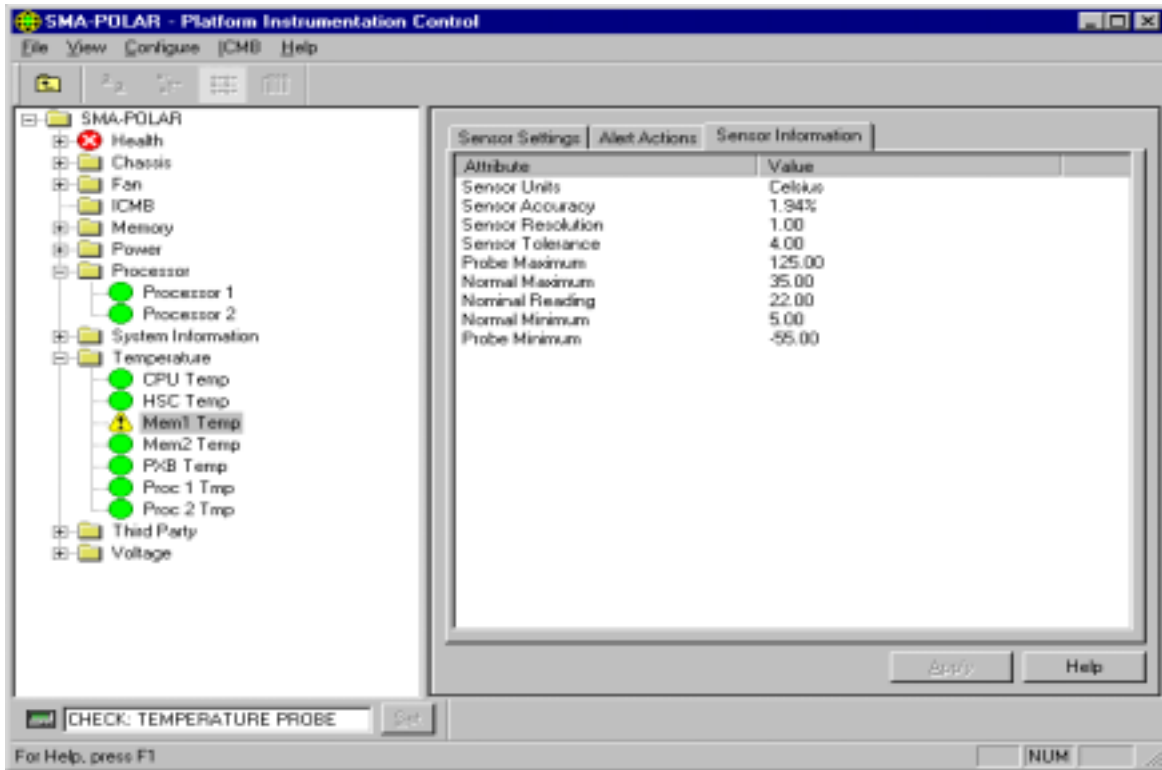 SMA-POLAR - Platform Instrumentation Control
File View Configure ICMB Help
SMA-POLAR
Health
Chassis
Fan
ICMB
Memory
Power
Processor
Processor 1
Processor 2
System Information
Temperature
CPU Temp
HSC Temp
Mem1 Temp
Mem2 Temp
PXB Temp
Proc 1 Tmp
Proc 2 Tmp
Third Party
Voltage
Sensor Settings Alert Actions Sensor Information
Attribute Value
Sensor Units Celsius
Sensor Accuracy 1.94%
Sensor Resolution 1.00
Sensor Tolerance 4.00
Probe Maximum 125.00
Normal Maximum 35.00
Nominal Reading 22.00
Normal Minimum 5.00
Probe Minimum -55.00
Apply Help
CHECK: TEMPERATURE PROBE Set
For Help, press F1 NUM